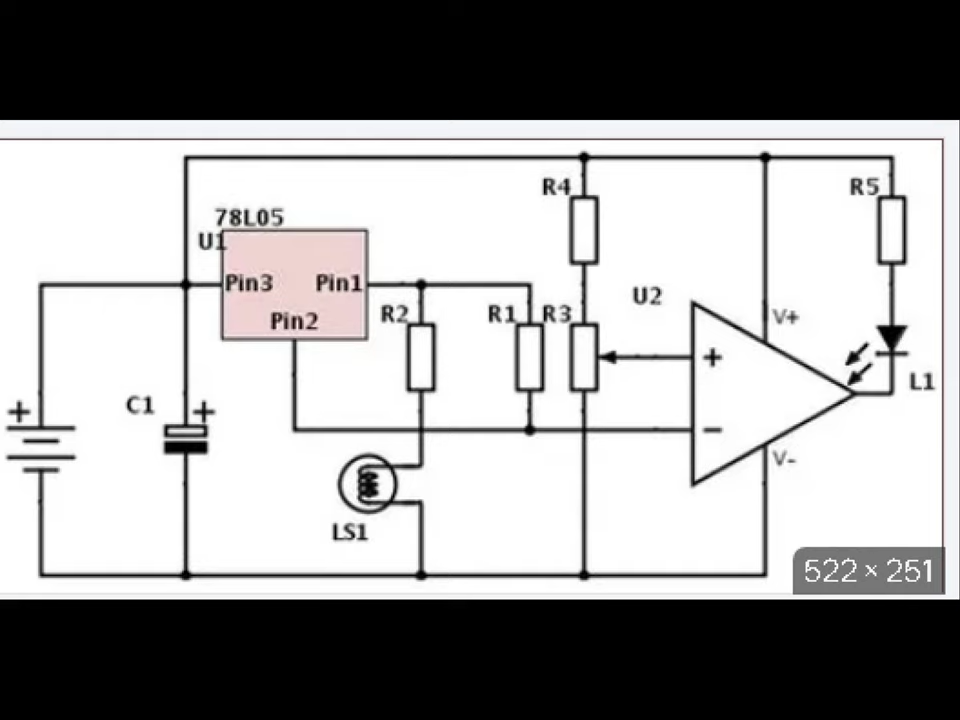 R4
R5
78L05
U1
Pin3
Pin1
Pin2
R2
R1
R3
U2
V+
+
L1
+
C1
+
−
V-
LS1
522 × 251